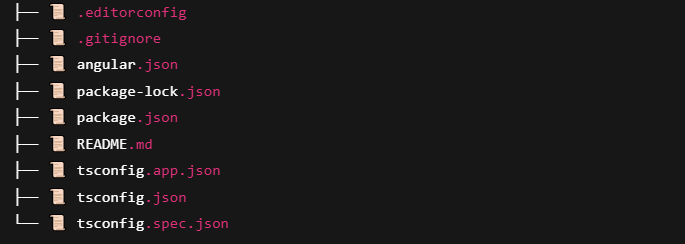 ├── 📜 .editorconfig
├── 📜 .gitignore
├── 📜 angular.json
├── 📜 package-lock.json
├── 📜 package.json
├── 📜 README.md
├── 📜 tsconfig.app.json
├── 📜 tsconfig.json
└── 📜 tsconfig.spec.json